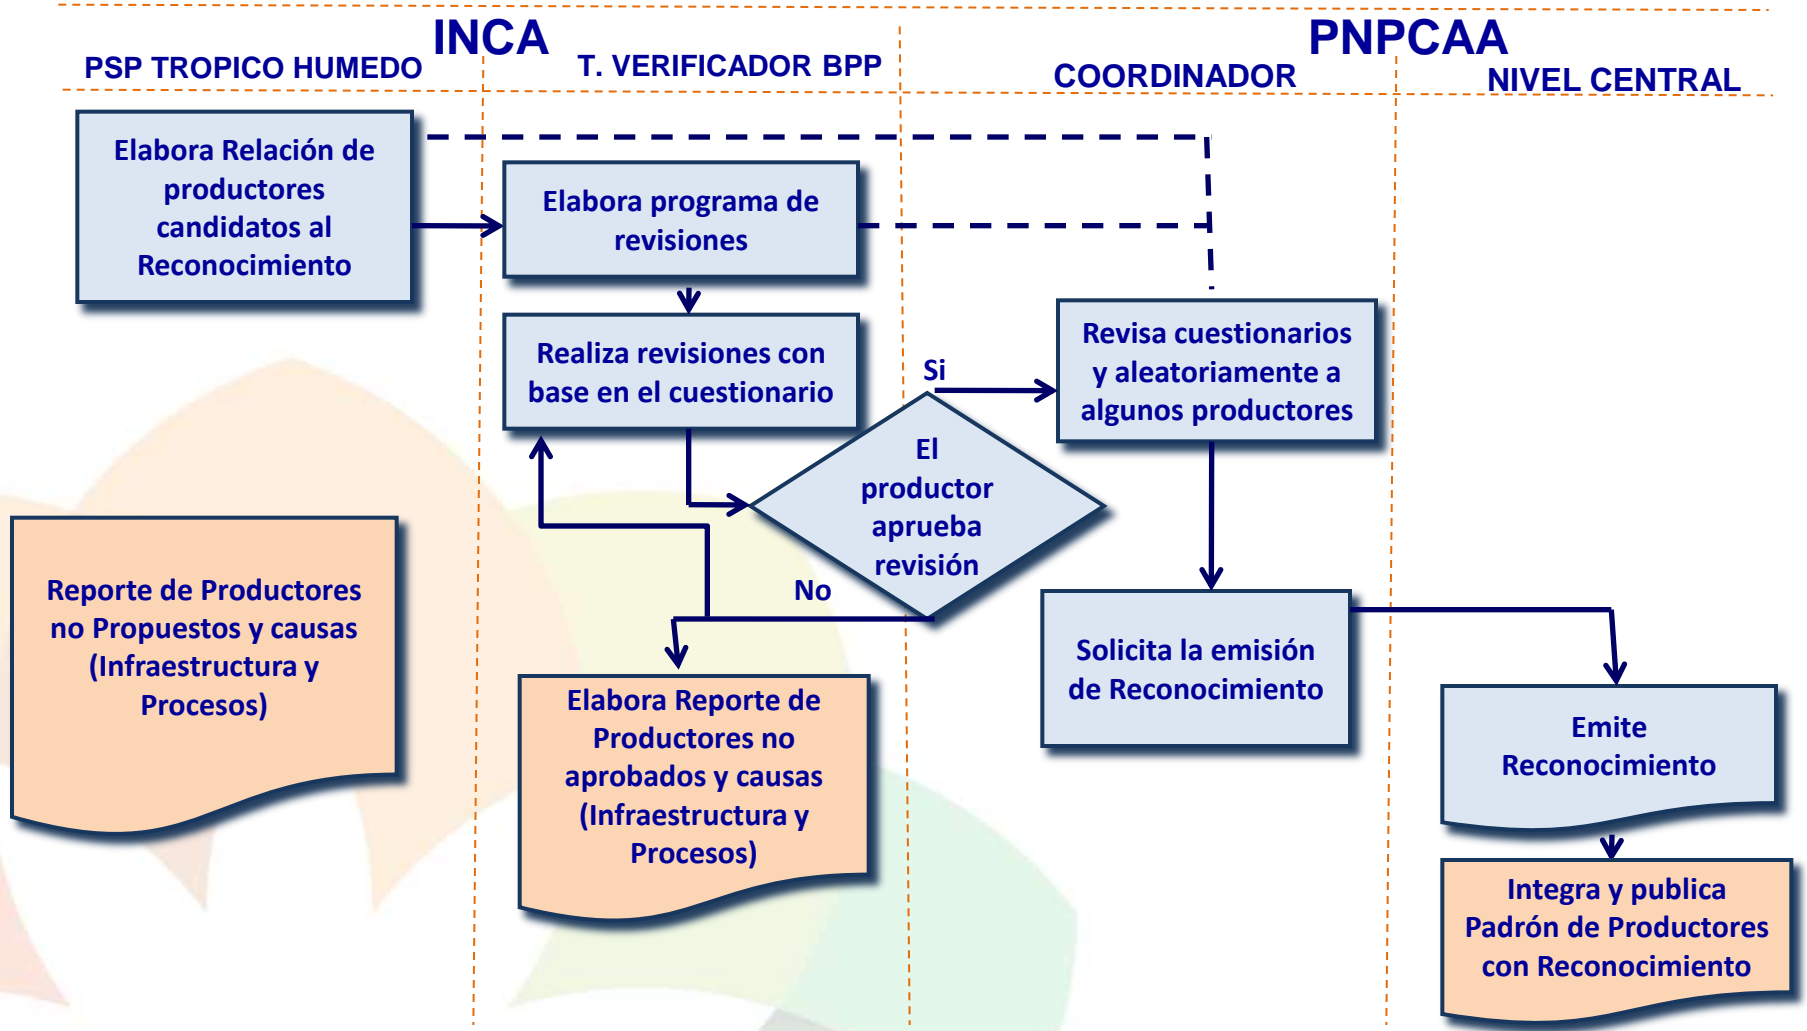 INCA
PNPCAA
PSP TROPICO HUMEDO
T. VERIFICADOR BPP
COORDINADOR
NIVEL CENTRAL
Elabora Relación de
productores
candidatos al
Reconocimiento
Elabora programa de
revisiones
Realiza revisiones con
base en el cuestionario
Si
Revisa cuestionarios
y aleatoriamente a
algunos productores
El
productor
aprueba
revisión
No
Reporte de Productores
no Propuestos y causas
(Infraestructura y
Procesos)
Elabora Reporte de
Productores no
aprobados y causas
(Infraestructura y
Procesos)
Solicita la emisión
de Reconocimiento
Emite
Reconocimiento
Integra y publica
Padrón de Productores
con Reconocimiento